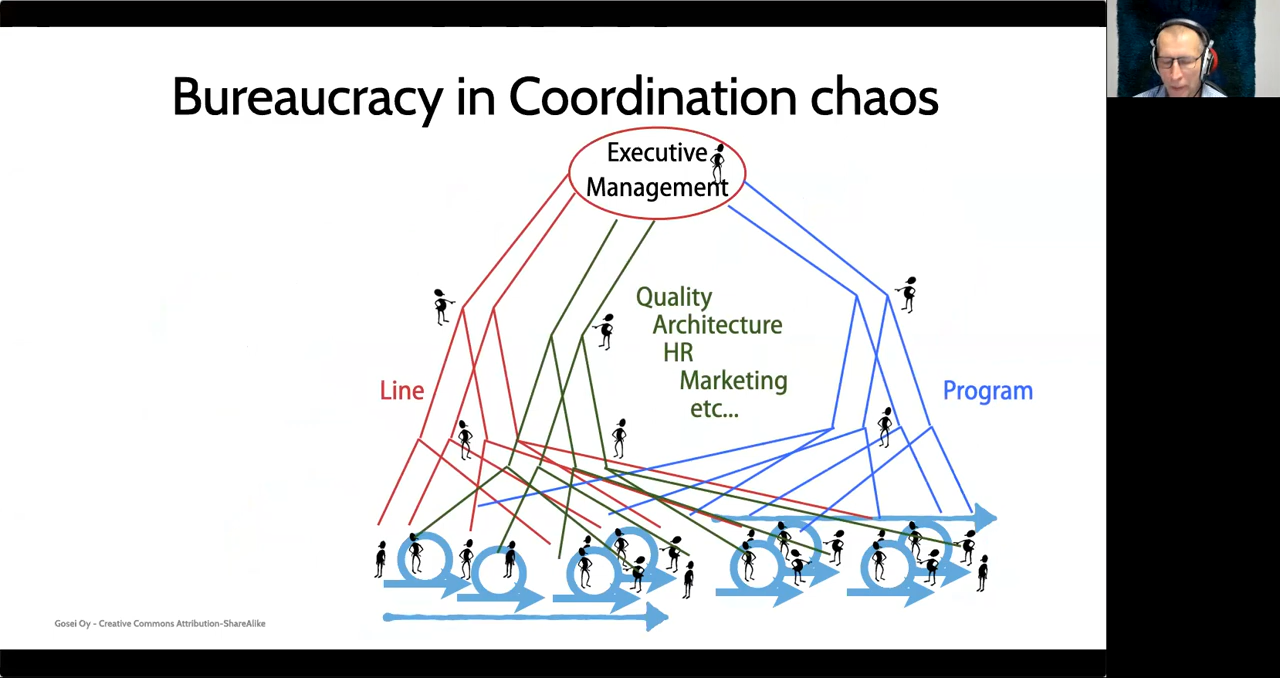 Bureaucracy in Coordination chaos
Executive
Management
Quality
Architecture
HR
Marketing
etc...
Line
Program
Gosei Oy - Creative Commons Attribution-ShareAlike